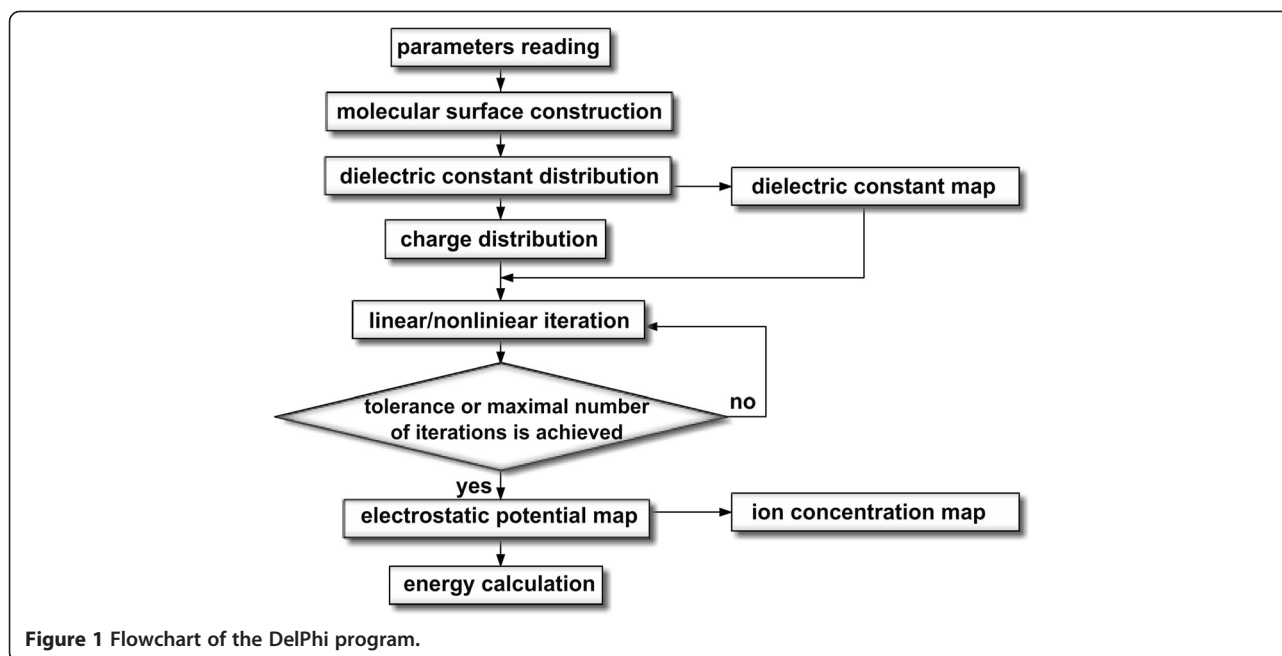 parameters reading
molecular surface construction
dielectric constant distribution
dielectric constant map
charge distribution
linear/nonliniear iteration
tolerance or maximal number
of iterations is achieved
no
yes
electrostatic potential map
ion concentration map
energy calculation
Figure 1 Flowchart of the DelPhi program.